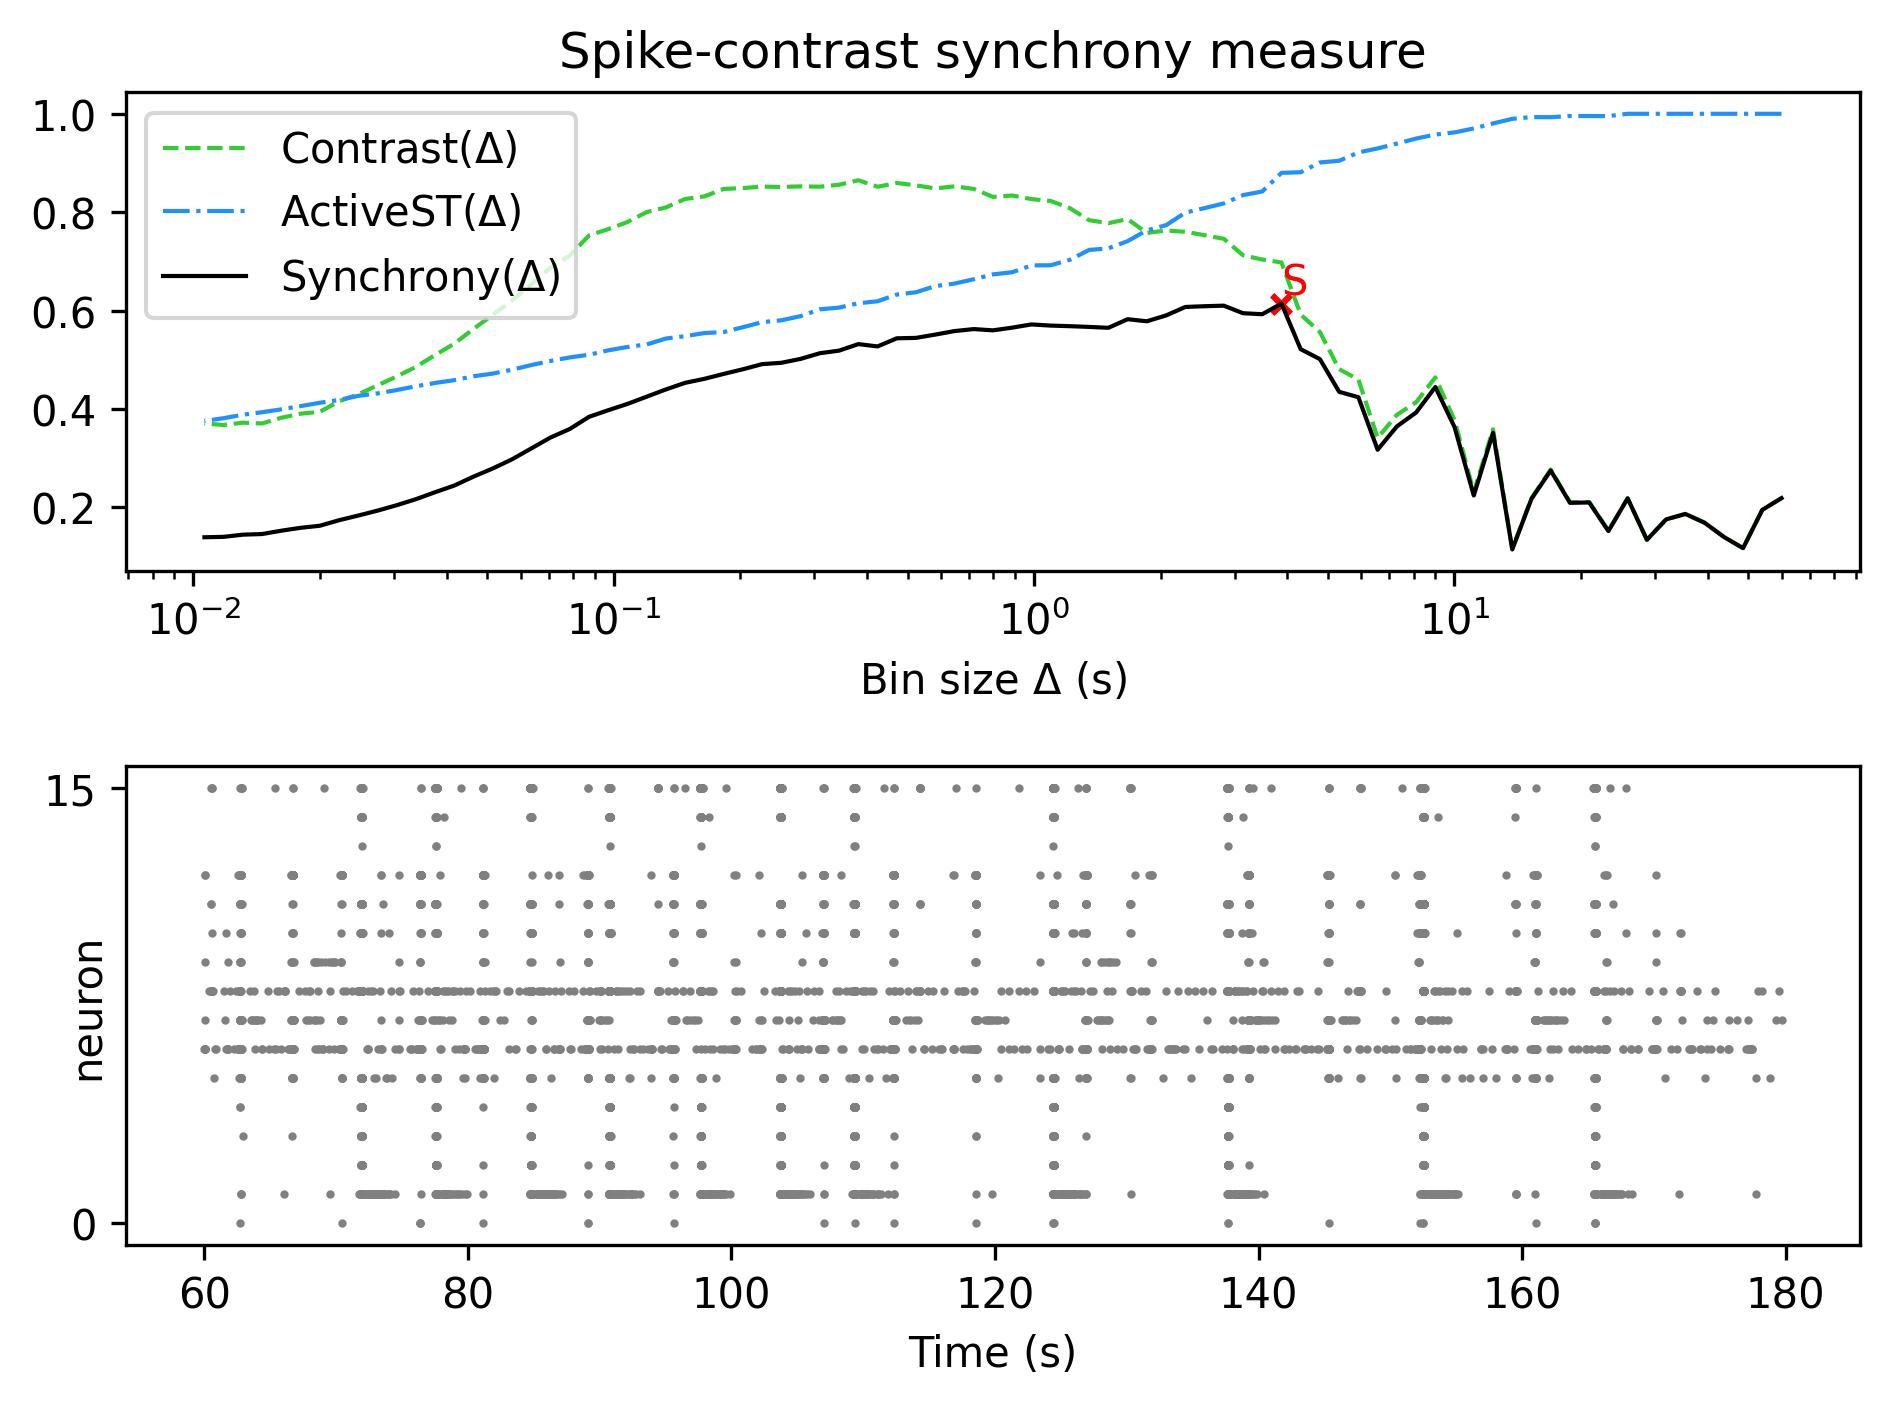 Spike-contrast synchrony measure
1.0
0.8
0.6
0.4
0.2
Contrast(Δ)
ActiveST(Δ)
Synchrony(Δ)
S
10⁻² 10⁻¹ 10⁰ 10¹
Bin size Δ (s)
15
0
neuron
60 80 100 120 140 160 180
Time (s)